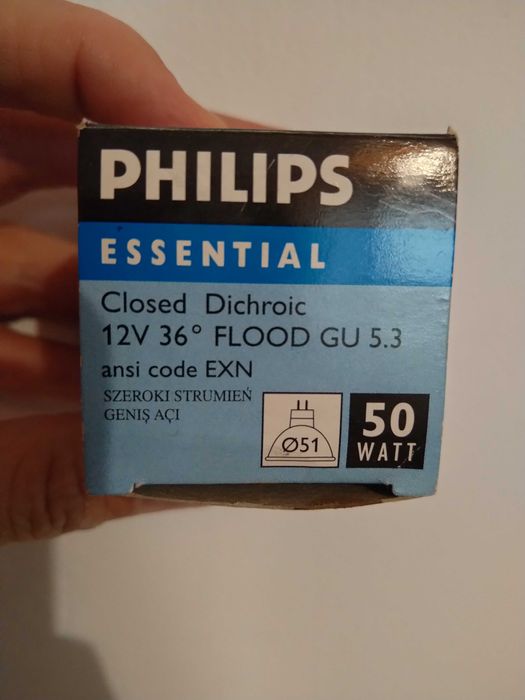 PHILIPS
ESSENTIAL
Closed Dichroic
12V 36° FLOOD GU 5.3
ansi code EXN
SZEROKI STRUMIEŃ
GENIŞ AÇI
Ø51
50
WATT